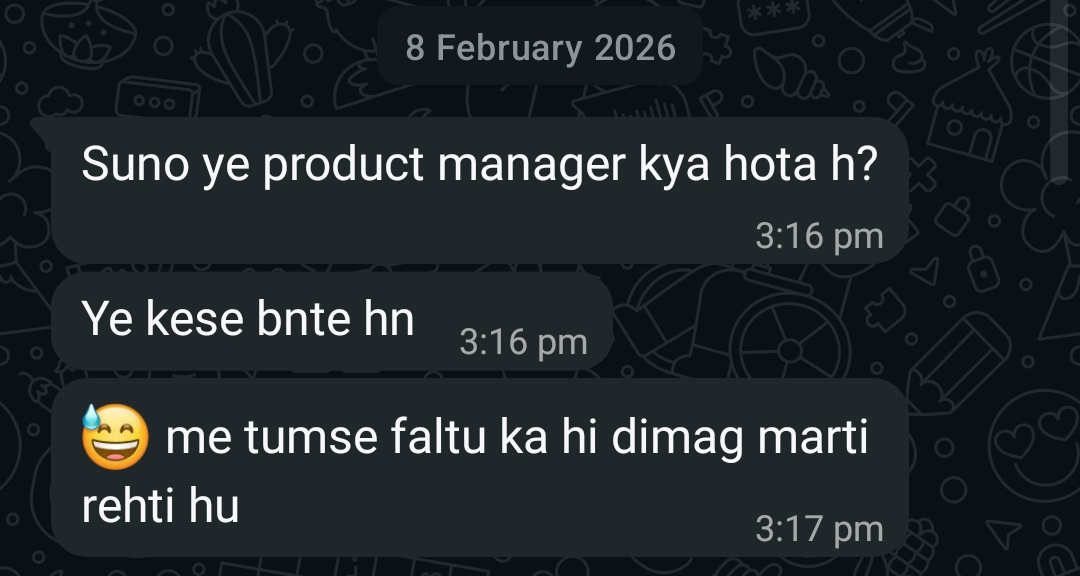 8 February 2026
Suno ye product manager kya hota h?
3:16 pm
Ye kese bnte hn
3:16 pm
😅 me tumse faltu ka hi dimag marti
rehti hu
3:17 pm